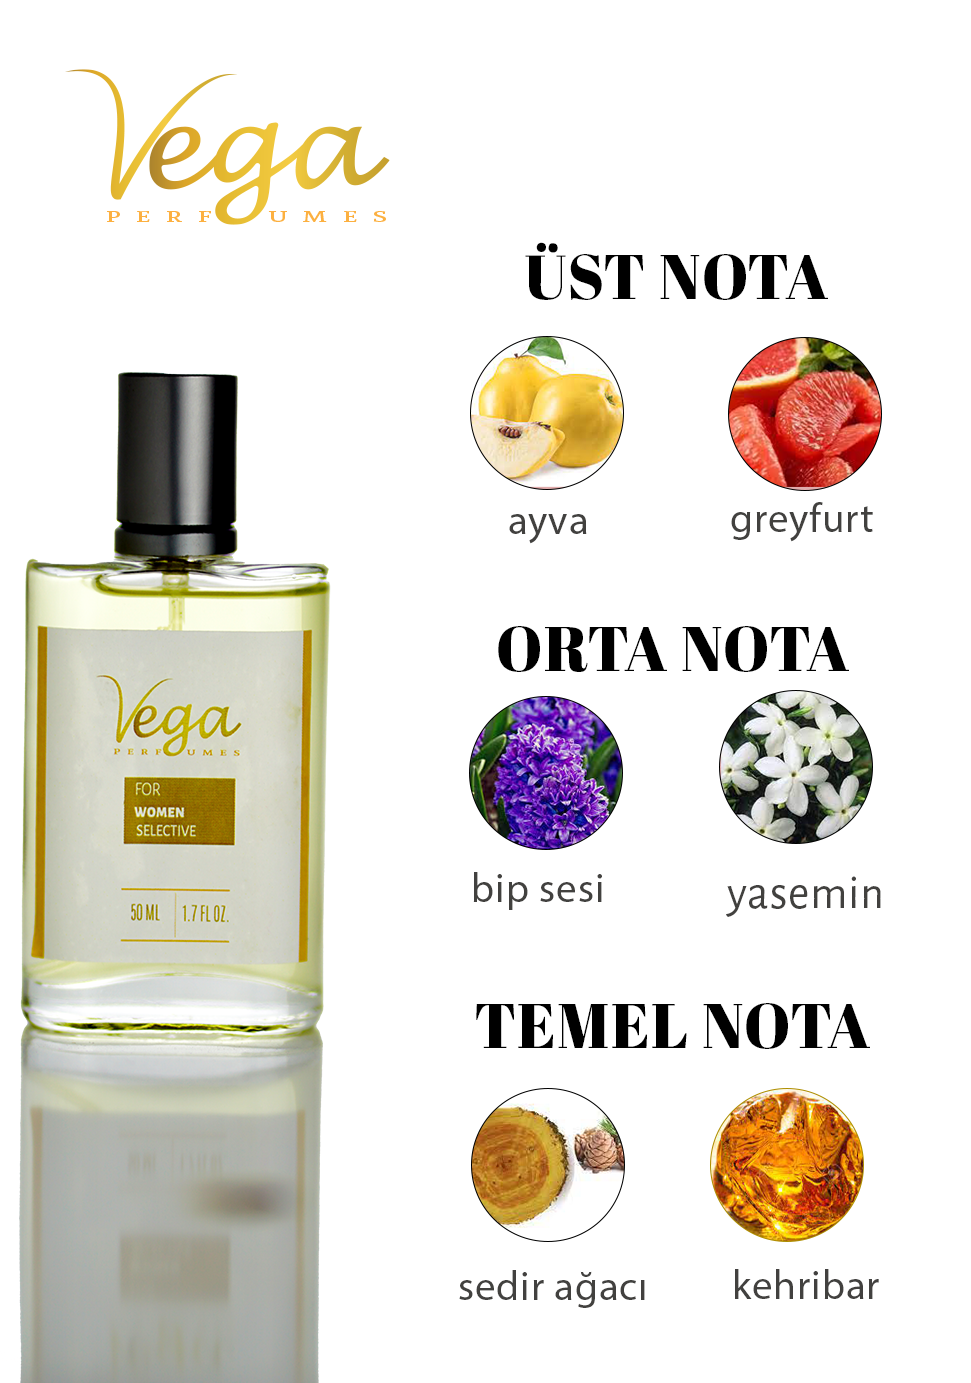 Vega
PERFUMES
ÜST NOTA
ayva
greyfurt
ORTA NOTA
bip sesi
yasemin
TEMEL NOTA
sedir ağacı
kehribar
Vega
PERFUMES
FOR
WOMEN
SELECTIVE
50 ML
1.7 FL OZ.